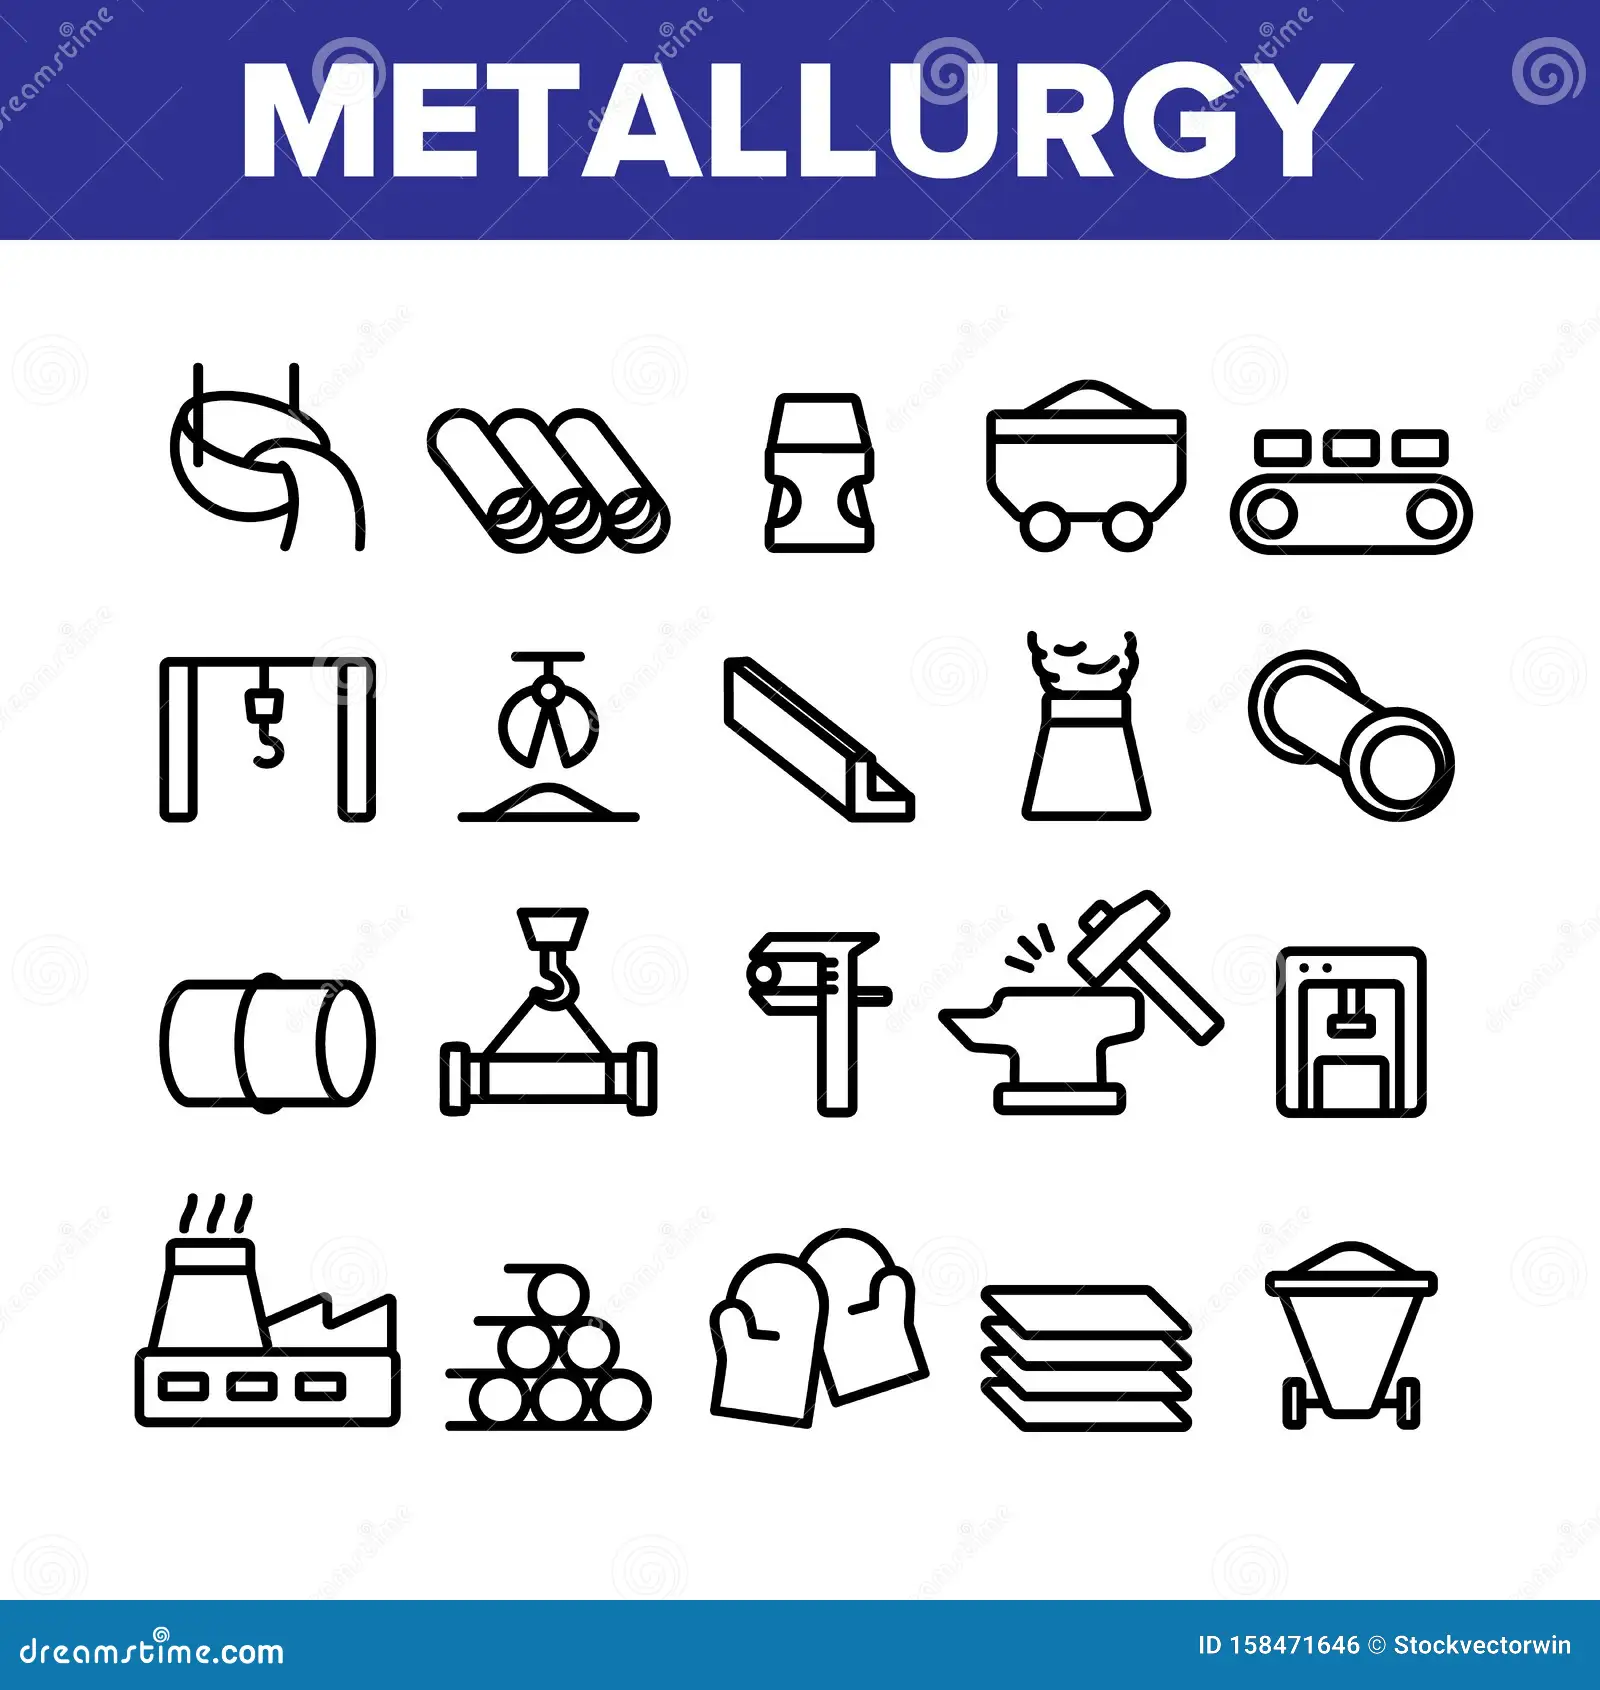 METALLURGY
dreamstime.com
ID 158471646 © Stockvectorwin